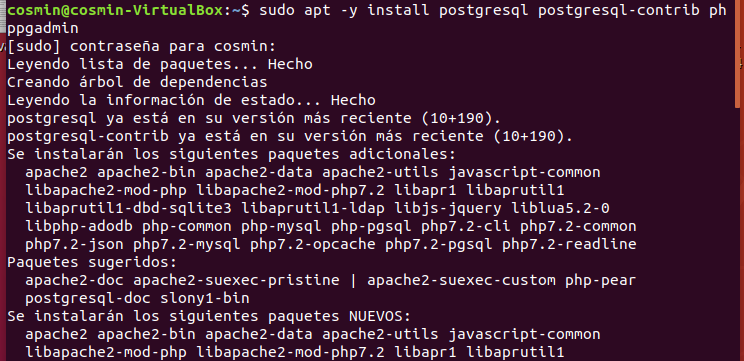 cosmin@cosmin-VirtualBox:~$ sudo apt -y install postgresql postgresql-contrib ph
ppgadmin
[sudo] contraseña para cosmin:
Leyendo lista de paquetes... Hecho
Creando árbol de dependencias
Leyendo la información de estado... Hecho
postgresql ya está en su versión más reciente (10+190).
postgresql-contrib ya está en su versión más reciente (10+190).
Se instalarán los siguientes paquetes adicionales:
  apache2 apache2-bin apache2-data apache2-utils javascript-common
  libapache2-mod-php libapache2-mod-php7.2 libapr1 libaprutil1
  libaprutil1-dbd-sqlite3 libaprutil1-ldap libjs-jquery liblua5.2-0
  libphp-adodb php-common php-mysql php-pgsql php7.2-cli php7.2-common
  php7.2-json php7.2-mysql php7.2-opcache php7.2-pgsql php7.2-readline
Paquetes sugeridos:
  apache2-doc apache2-suexec-pristine | apache2-suexec-custom php-pear
  postgresql-doc slony1-bin
Se instalarán los siguientes paquetes NUEVOS:
  apache2 apache2-bin apache2-data apache2-utils javascript-common
  libapache2-mod-php libapache2-mod-php7.2 libapr1 libaprutil1